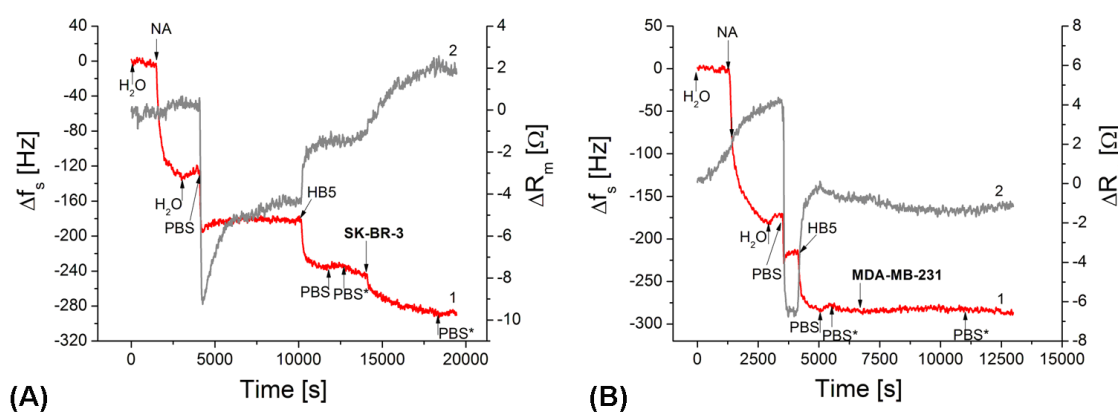 40
0
-40
-80
-120
-160
-200
-240
-280
-320
Δfₛ [Hz]
NA
H₂O
H₂O
PBS
HB5
SK-BR-3
PBS
PBS*
PBS*
1
2
4
2
0
-2
-4
-6
-8
-10
ΔRₘ [Ω]
0
5000
10000
15000
20000
Time [s]
(A)
50
0
-50
-100
-150
-200
-250
-300
Δfₛ [Hz]
NA
H₂O
H₂O
PBS
HB5
MDA-MB-231
PBS
PBS*
PBS*
1
2
8
6
4
2
0
-2
-4
-6
-8
ΔR [Ω]
0
2500
5000
7500
10000
12500
15000
Time [s]
(B)